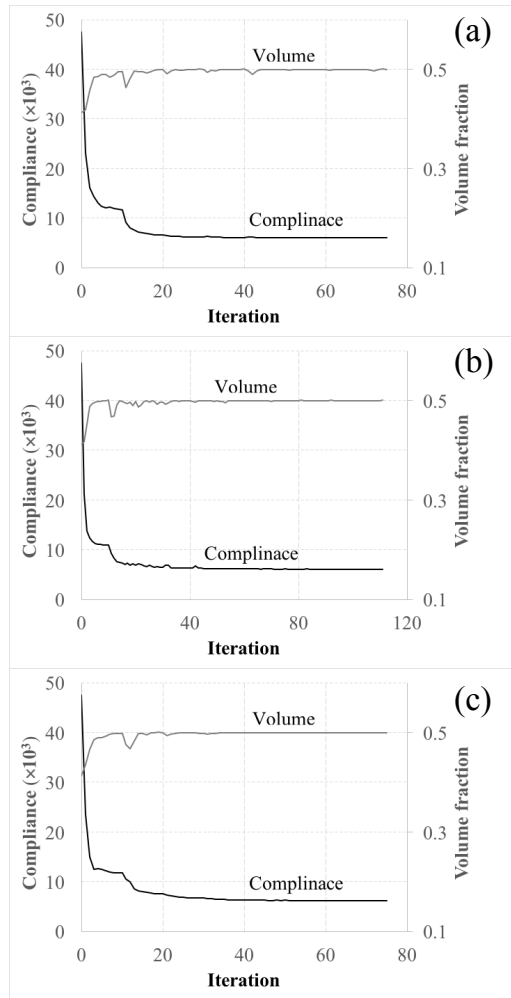 (a)
50
40
30
20
10
0
Compliance (×10³)
Volume
Complinace
0.5
0.3
0.1
Volume fraction
0 20 40 60 80
Iteration
(b)
50
40
30
20
10
0
Compliance (×10³)
Volume
Complinace
0.5
0.3
0.1
Volume fraction
0 40 80 120
Iteration
(c)
50
40
30
20
10
0
Compliance (×10³)
Volume
Complinace
0.5
0.3
0.1
Volume fraction
0 20 40 60 80
Iteration